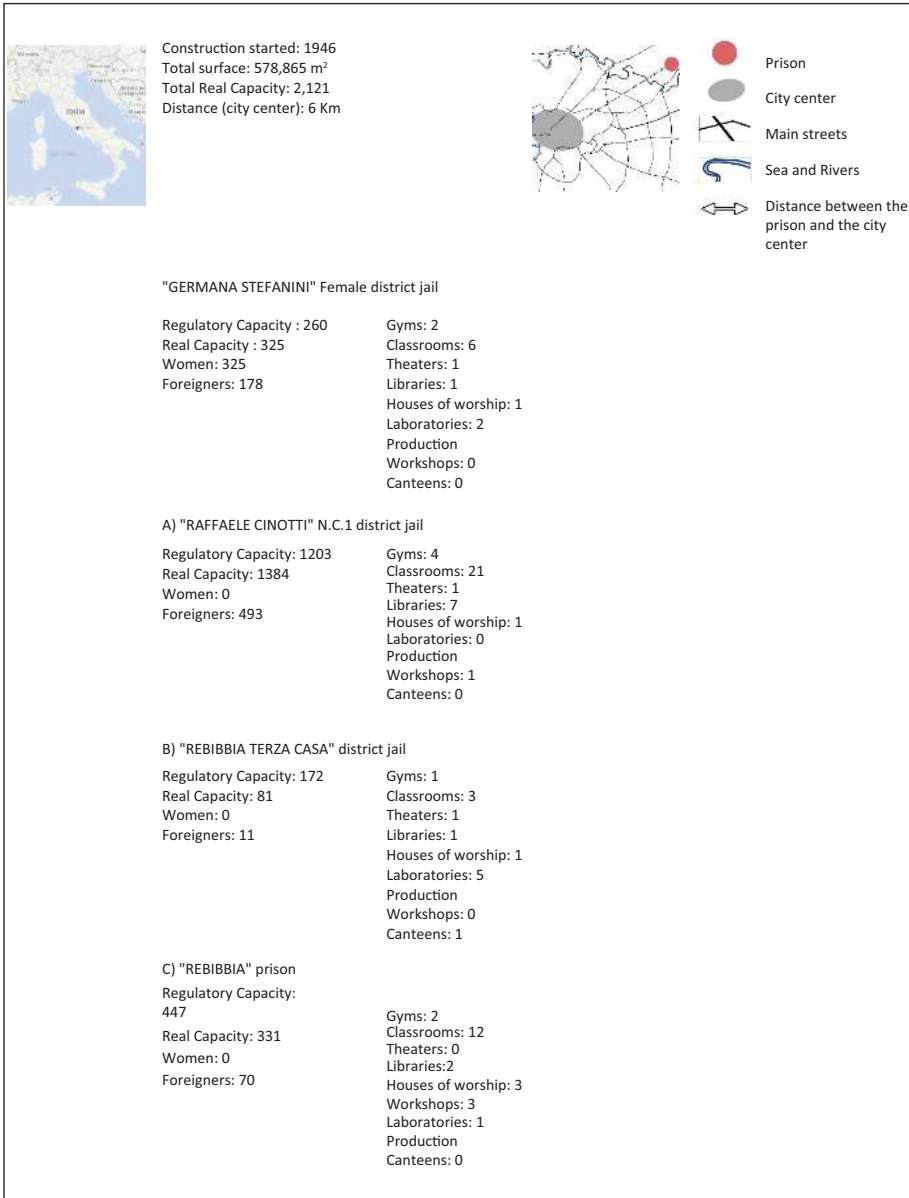 Construction started: 1946
Total surface: 578,865 m²
Total Real Capacity: 2,121
Distance (city center): 6 Km
Italia
Prison
City center
Main streets
Sea and Rivers
Distance between the
prison and the city
center
"GERMANA STEFANINI" Female district jail
Regulatory Capacity : 260
Real Capacity : 325
Women: 325
Foreigners: 178
Gyms: 2
Classrooms: 6
Theaters: 1
Libraries: 1
Houses of worship: 1
Laboratories: 2
Production
Workshops: 0
Canteens: 0
A) "RAFFAELE CINOTTI" N.C.1 district jail
Regulatory Capacity: 1203
Real Capacity: 1384
Women: 0
Foreigners: 493
Gyms: 4
Classrooms: 21
Theaters: 1
Libraries: 7
Houses of worship: 1
Laboratories: 0
Production
Workshops: 1
Canteens: 0
B) "REBIBBIA TERZA CASA" district jail
Regulatory Capacity: 172
Real Capacity: 81
Women: 0
Foreigners: 11
Gyms: 1
Classrooms: 3
Theaters: 1
Libraries: 1
Houses of worship: 1
Laboratories: 5
Production
Workshops: 0
Canteens: 1
C) "REBIBBIA" prison
Regulatory Capacity:
447
Real Capacity: 331
Women: 0
Foreigners: 70
Gyms: 2
Classrooms: 12
Theaters: 0
Libraries:2
Houses of worship: 3
Workshops: 3
Laboratories: 1
Production
Canteens: 0